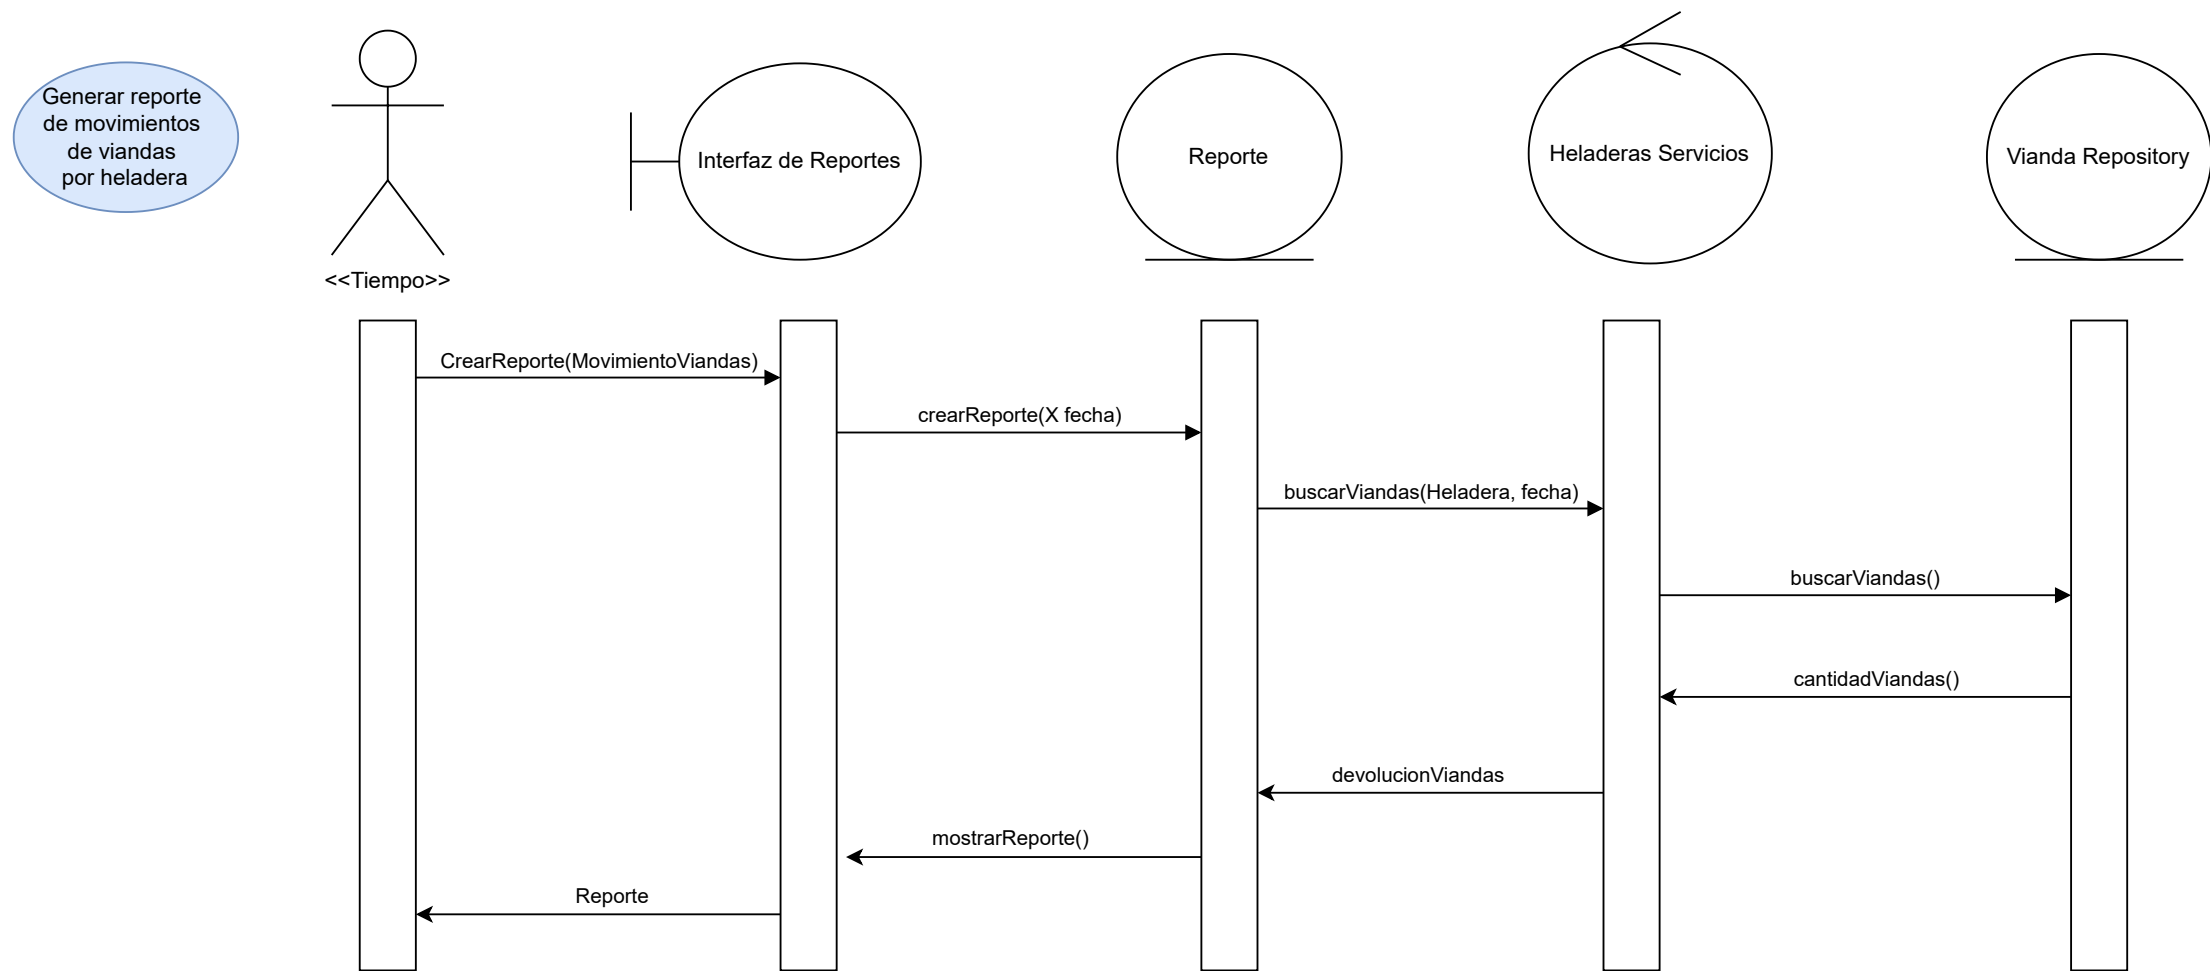 Generar reporte
de movimientos
de viandas
por heladera
<<Tiempo>>
Interfaz de Reportes
Reporte
Heladeras Servicios
Vianda Repository
CrearReporte(MovimientoViandas)
crearReporte(X fecha)
buscarViandas(Heladera, fecha)
buscarViandas()
cantidadViandas()
devolucionViandas
mostrarReporte()
Reporte